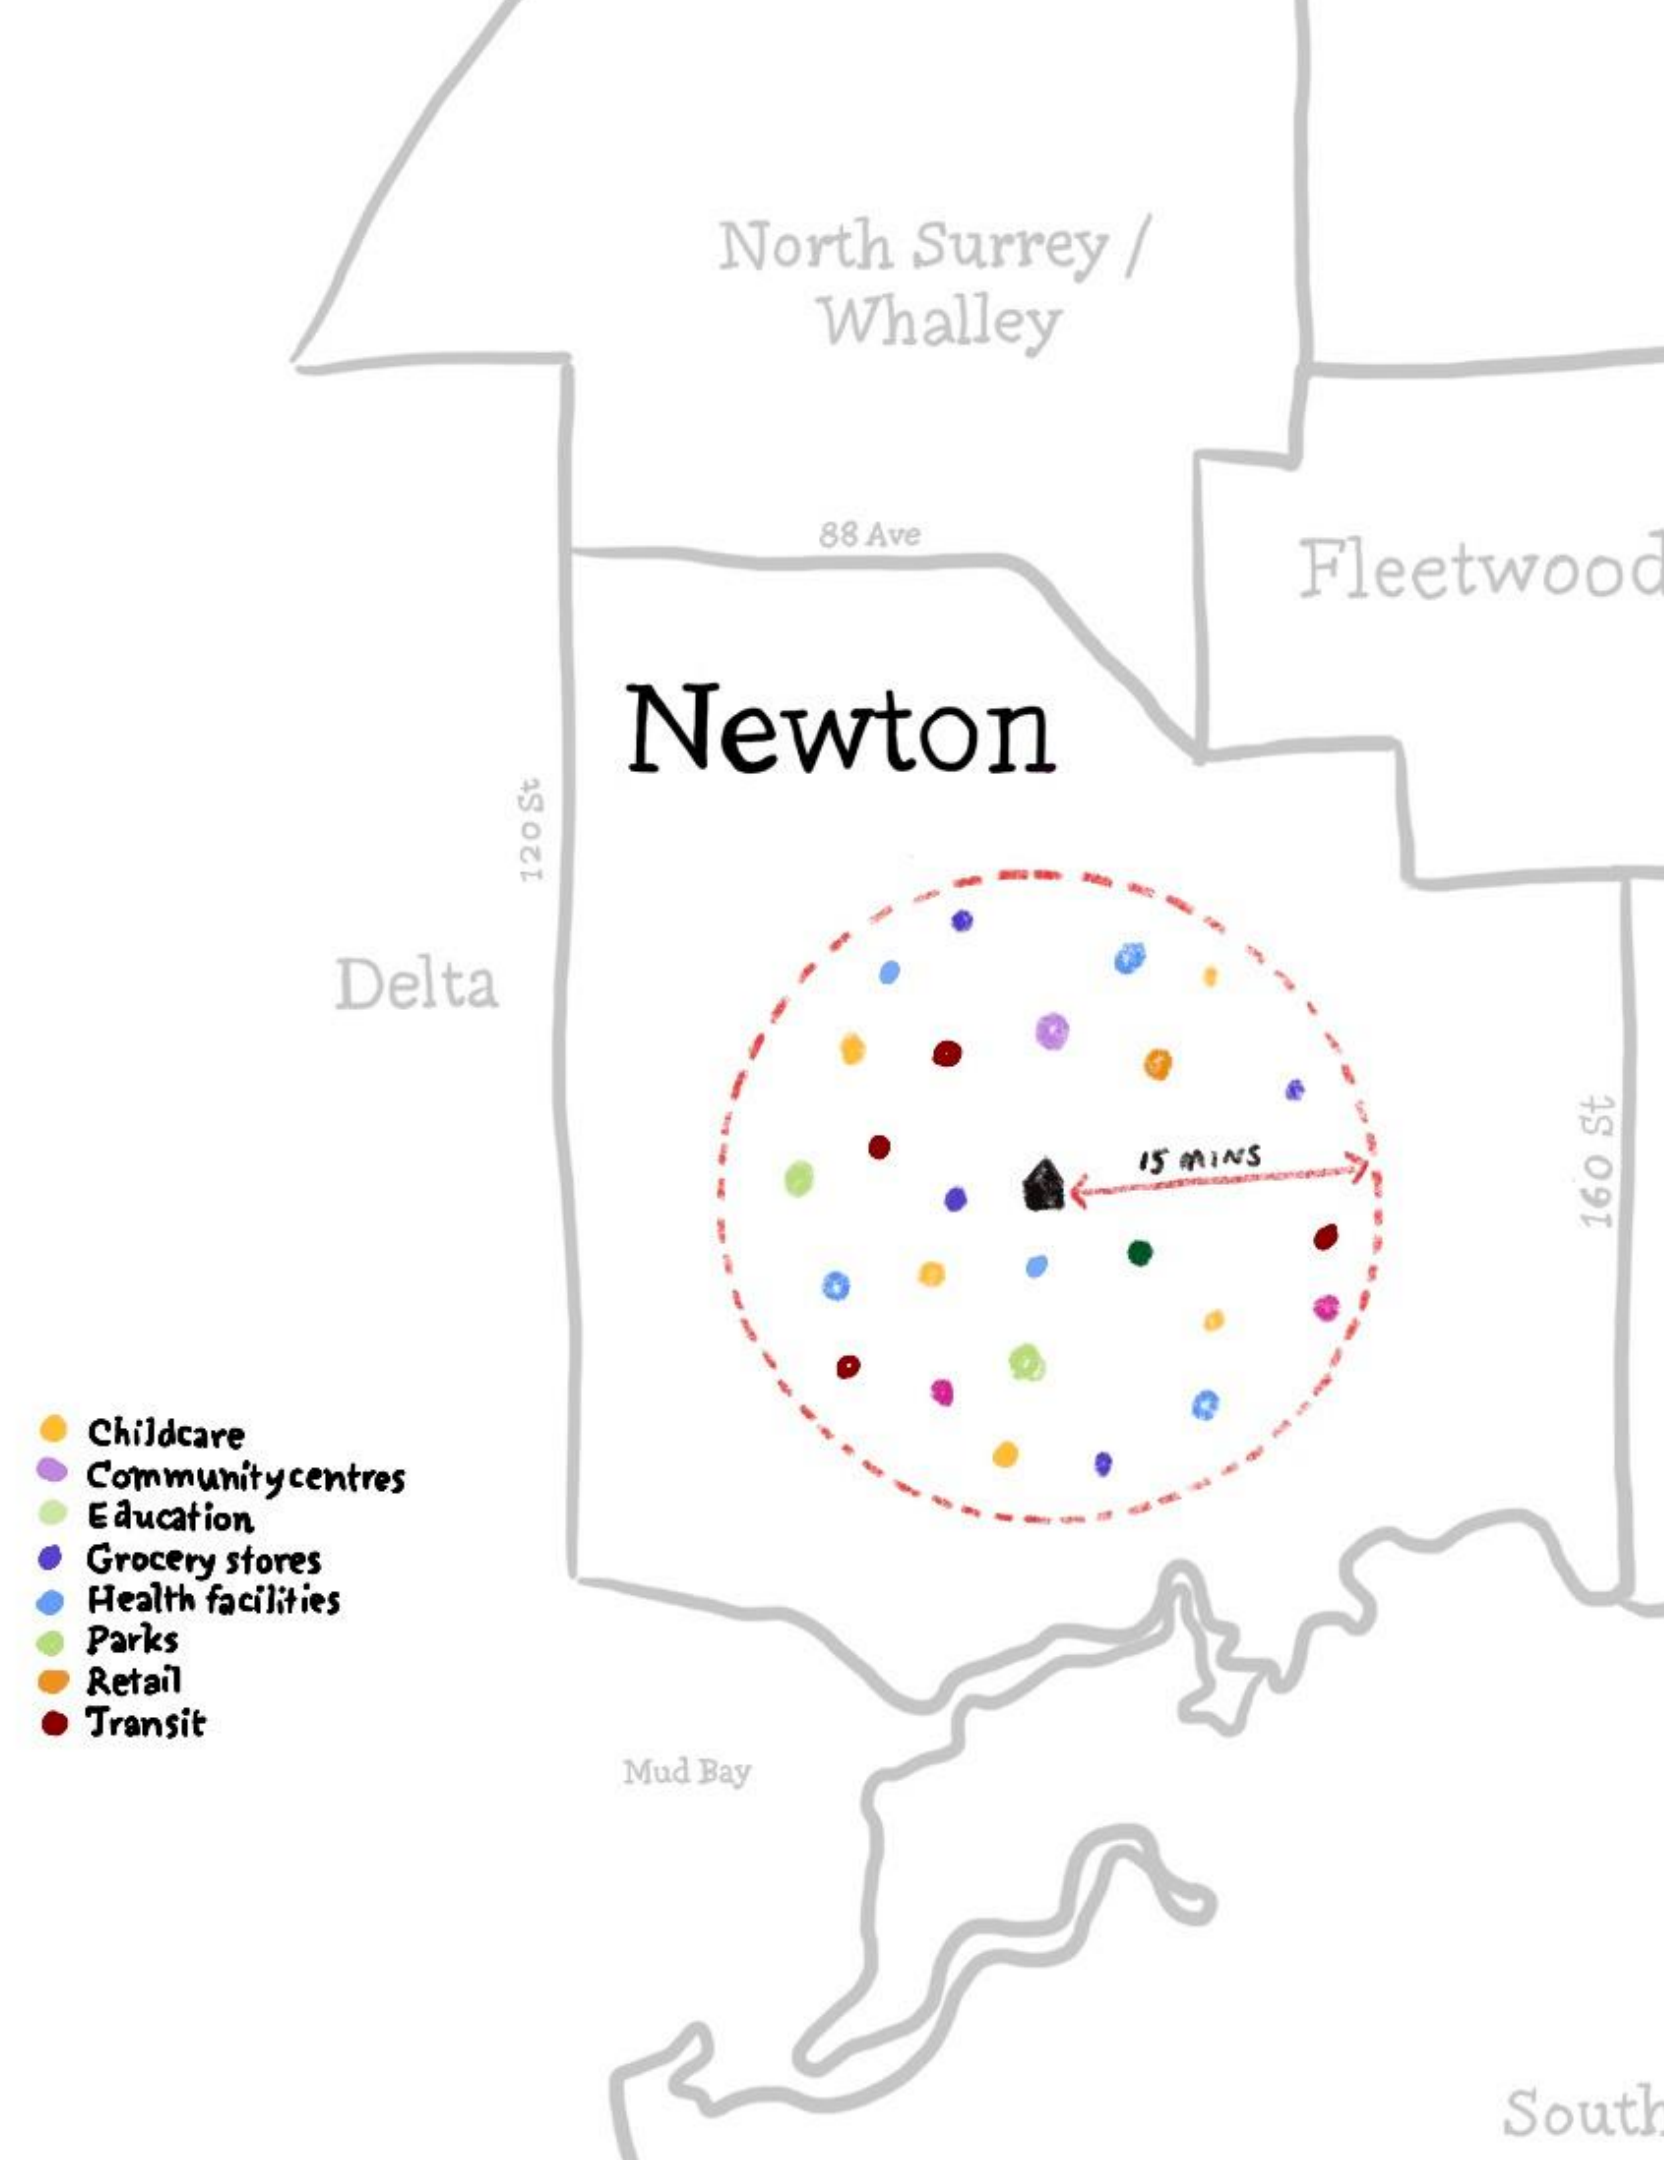 North Surrey /
Whalley
88 Ave
Fleetwood
Newton
120 St
Delta
15 MINS
160 St
Childcare
Community centres
Education
Grocery stores
Health facilities
Parks
Retail
Transit
Mud Bay
South